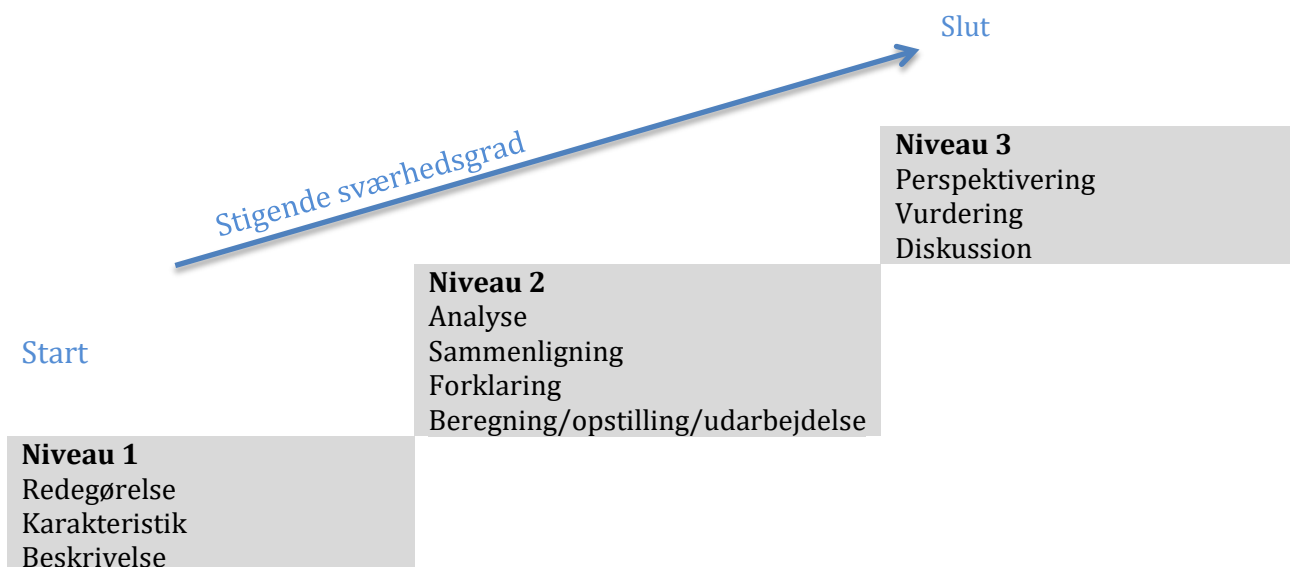 Slut
Stigende sværhedsgrad
Niveau 3
Perspektivering
Vurdering
Diskussion
Niveau 2
Analyse
Sammenligning
Forklaring
Beregning/opstilling/udarbejdelse
Start
Niveau 1
Redegørelse
Karakteristik
Beskrivelse